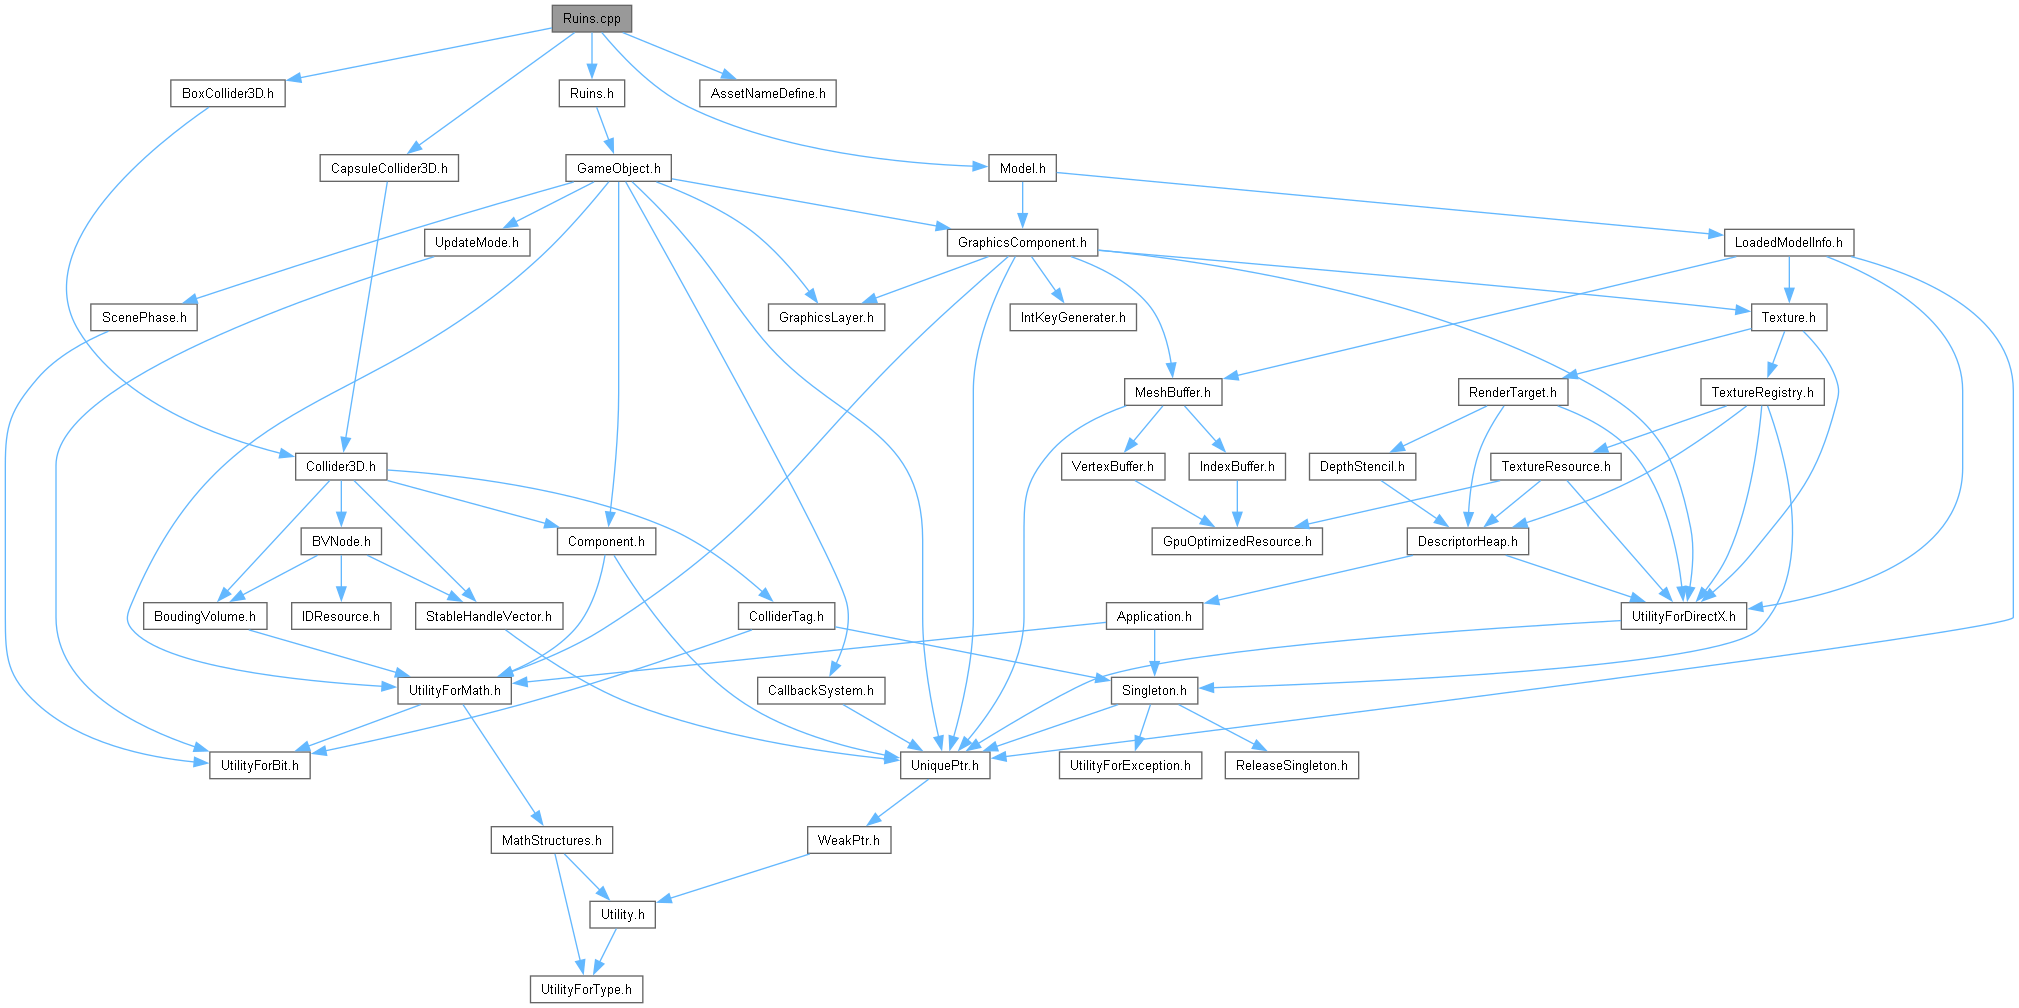 Ruins.cpp
BoxCollider3D.h
Ruins.h
AssetNameDefine.h
CapsuleCollider3D.h
GameObject.h
Model.h
UpdateMode.h
GraphicsComponent.h
LoadedModelInfo.h
ScenePhase.h
GraphicsLayer.h
IntKeyGenerater.h
Texture.h
MeshBuffer.h
RenderTarget.h
TextureRegistry.h
Collider3D.h
VertexBuffer.h
IndexBuffer.h
DepthStencil.h
TextureResource.h
BVNode.h
Component.h
GpuOptimizedResource.h
DescriptorHeap.h
BoudingVolume.h
IDResource.h
StableHandleVector.h
ColliderTag.h
Application.h
UtilityForDirectX.h
UtilityForMath.h
CallbackSystem.h
Singleton.h
UtilityForBit.h
UniquePtr.h
UtilityForException.h
ReleaseSingleton.h
MathStructures.h
WeakPtr.h
Utility.h
UtilityForType.h